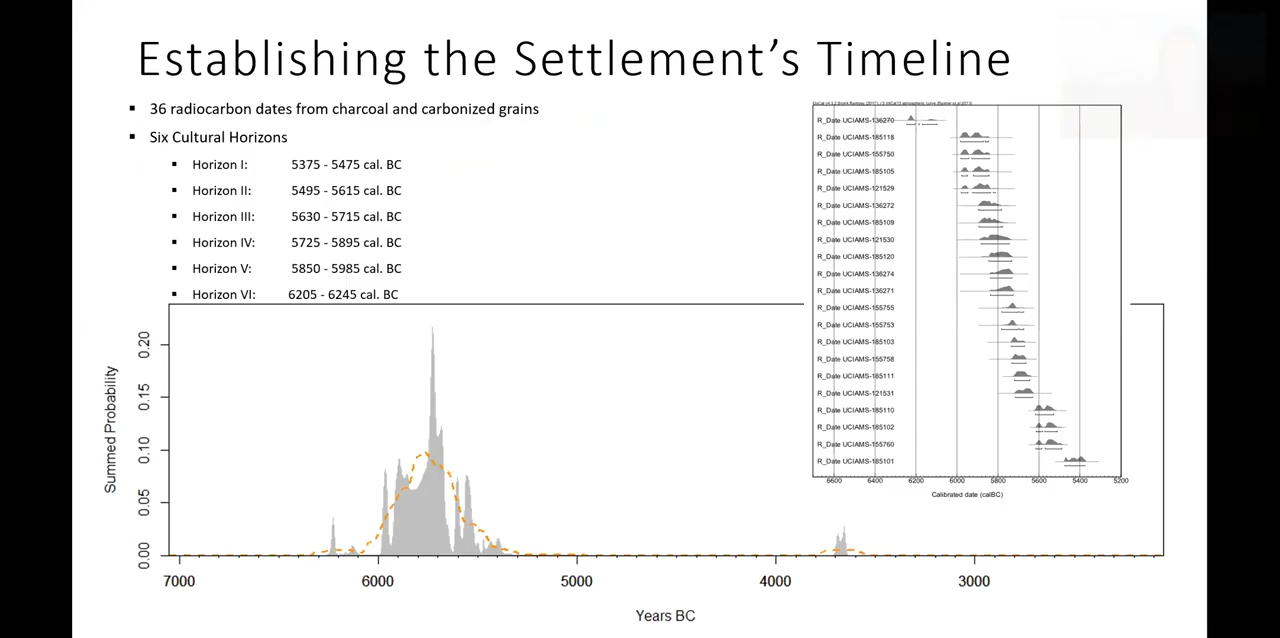 Establishing the Settlement's Timeline
▪ 36 radiocarbon dates from charcoal and carbonized grains
▪ Six Cultural Horizons
▪ Horizon I: 5375 - 5475 cal. BC
▪ Horizon II: 5495 - 5615 cal. BC
▪ Horizon III: 5630 - 5715 cal. BC
▪ Horizon IV: 5725 - 5895 cal. BC
▪ Horizon V: 5850 - 5985 cal. BC
▪ Horizon VI: 6205 - 6245 cal. BC
R_Date UCIAMS-136270
R_Date UCIAMS-185118
R_Date UCIAMS-155750
R_Date UCIAMS-185105
R_Date UCIAMS-121529
R_Date UCIAMS-136272
R_Date UCIAMS-185109
R_Date UCIAMS-121530
R_Date UCIAMS-185120
R_Date UCIAMS-136274
R_Date UCIAMS-136271
R_Date UCIAMS-155755
R_Date UCIAMS-155753
R_Date UCIAMS-185103
R_Date UCIAMS-155758
R_Date UCIAMS-185111
R_Date UCIAMS-121531
R_Date UCIAMS-185110
R_Date UCIAMS-185102
R_Date UCIAMS-155760
R_Date UCIAMS-185101
6600 6400 6200 6000 5800 5600 5400 5200
Calibrated date (calBC)
Summed Probability
0.20
0.15
0.10
0.05
0.00
7000 6000 5000 4000 3000
Years BC